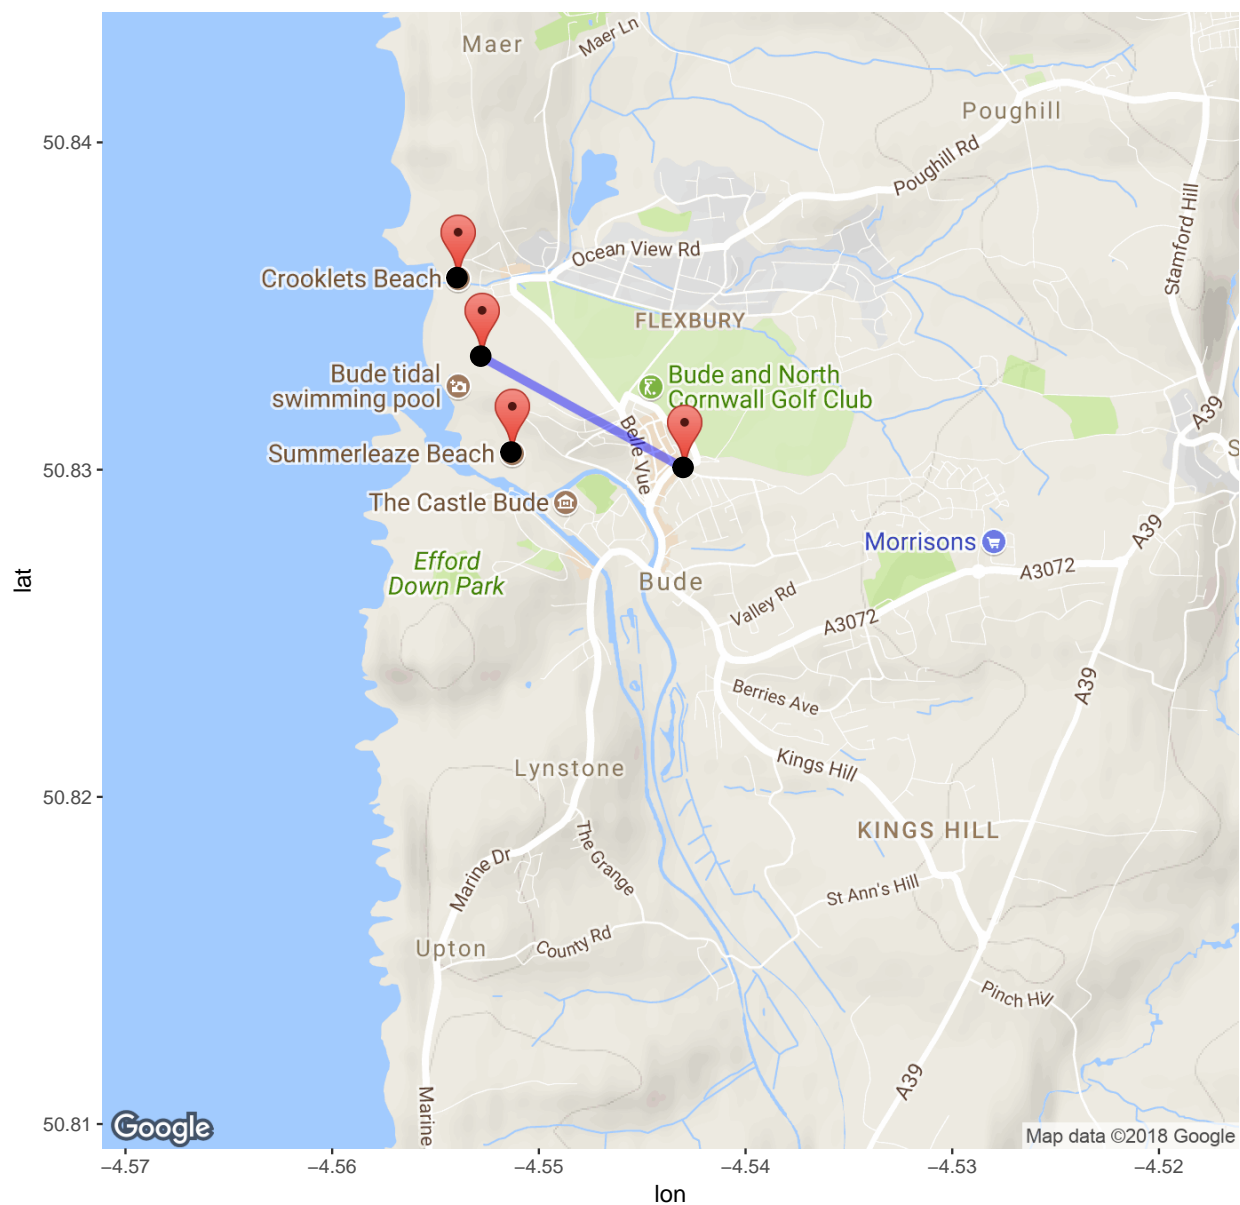 Maer
Maer Ln
Poughill
50.84
Poughill Rd
Stamford Hill
Ocean View Rd
Crooklets Beach
FLEXBURY
Bude tidal
swimming pool
Bude and North
Cornwall Golf Club
A39
Belle Vue
S
Summerleaze Beach
50.83
The Castle Bude
A39
Morrisons
Efford
Down Park
A3072
lat
Bude
Valley Rd
A3072
A39
Berries Ave
Kings Hill
Lynstone
50.82
KINGS HILL
The Grange
Marine Dr
St Ann's Hill
County Rd
Upton
Pinch Hill
A39
Marine
50.81
Google
Map data ©2018 Google
−4.57
−4.56
−4.55
−4.54
−4.53
−4.52
lon